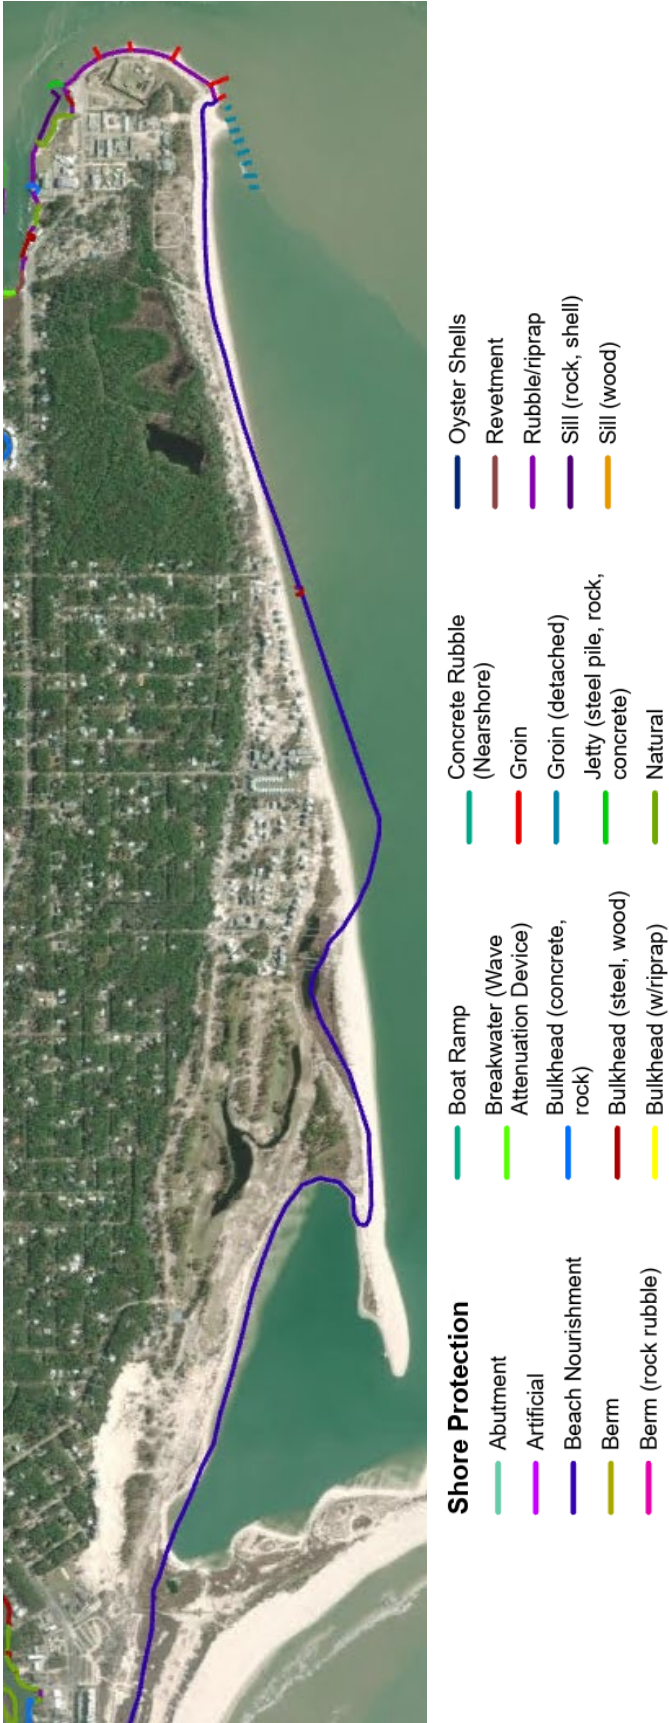 Shore Protection
Abutment
Artificial
Beach Nourishment
Berm
Berm (rock rubble)
Boat Ramp
Breakwater (Wave
Attenuation Device)
Bulkhead (concrete,
rock)
Bulkhead (steel, wood)
Bulkhead (w/riprap)
Concrete Rubble
(Nearshore)
Groin
Groin (detached)
Jetty (steel pile, rock,
concrete)
Natural
Oyster Shells
Revetment
Rubble/riprap
Sill (rock, shell)
Sill (wood)